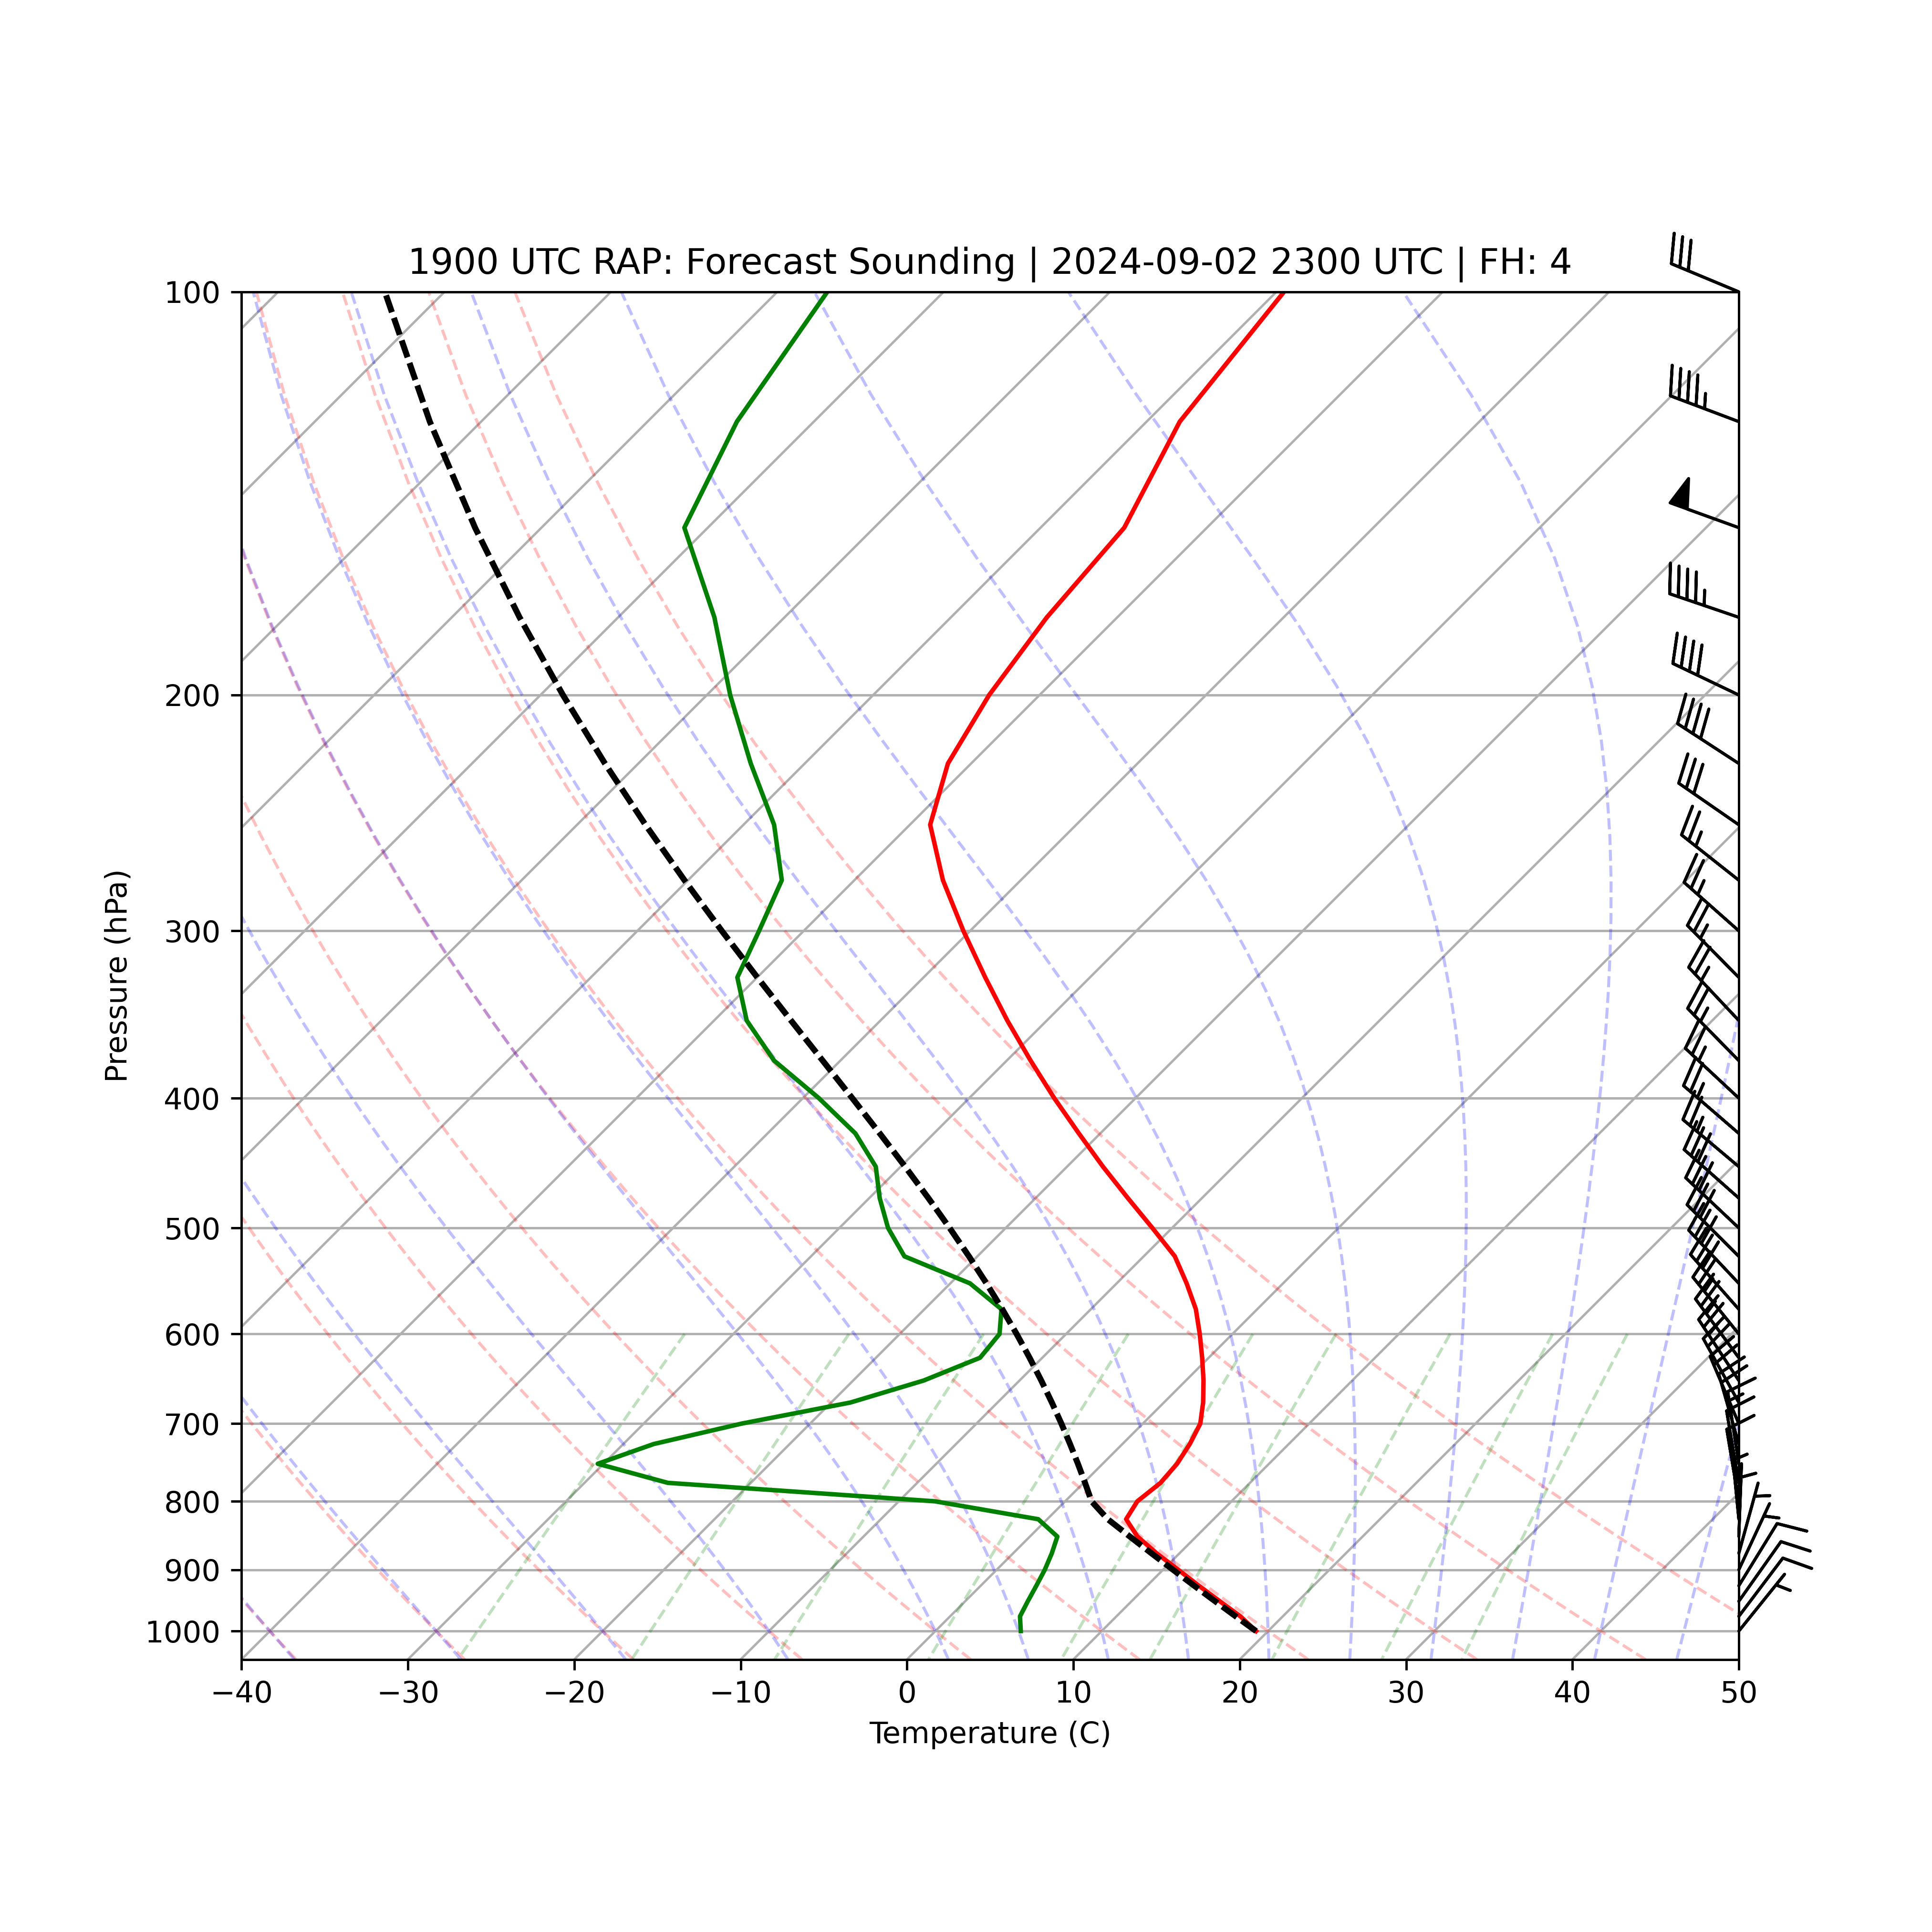 1900 UTC RAP: Forecast Sounding | 2024-09-02 2300 UTC | FH: 4
100
200
300
400
500
600
700
800
900
1000
Pressure (hPa)
−40 −30 −20 −10 0 10 20 30 40 50
Temperature (C)